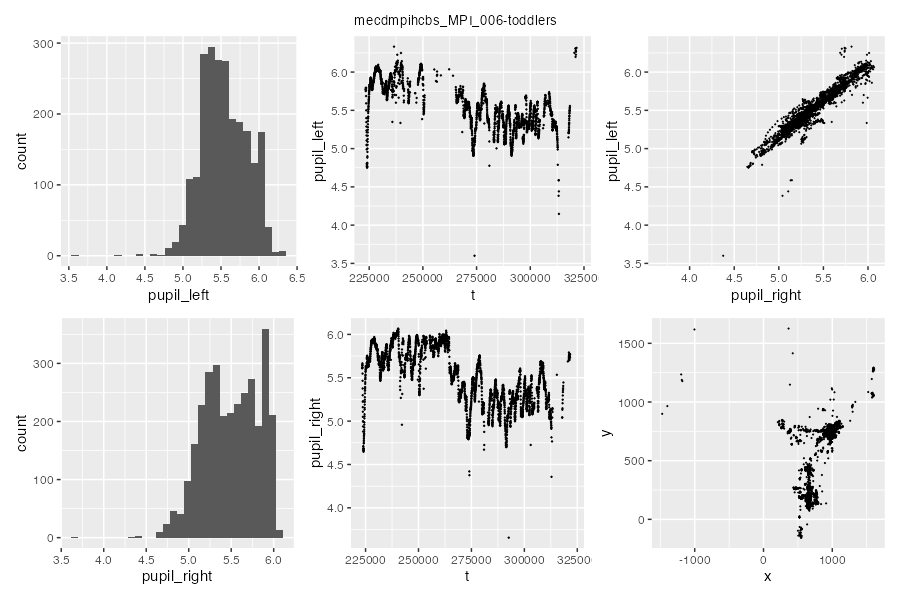 mecdmpihcbs_MPI_006-toddlers
300
200
100
0
count
3.5 4.0 4.5 5.0 5.5 6.0 6.5
pupil_left
6.0
5.5
5.0
4.5
4.0
3.5
pupil_left
225000 250000 275000 300000 32500
t
6.0
5.5
5.0
4.5
4.0
3.5
pupil_left
4.0 4.5 5.0 5.5 6.0
pupil_right
300
200
100
0
count
3.5 4.0 4.5 5.0 5.5 6.0
pupil_right
6.0
5.5
5.0
4.5
4.0
pupil_right
225000 250000 275000 300000 325000
t
1500
1000
500
0
y
-1000 0 1000
x